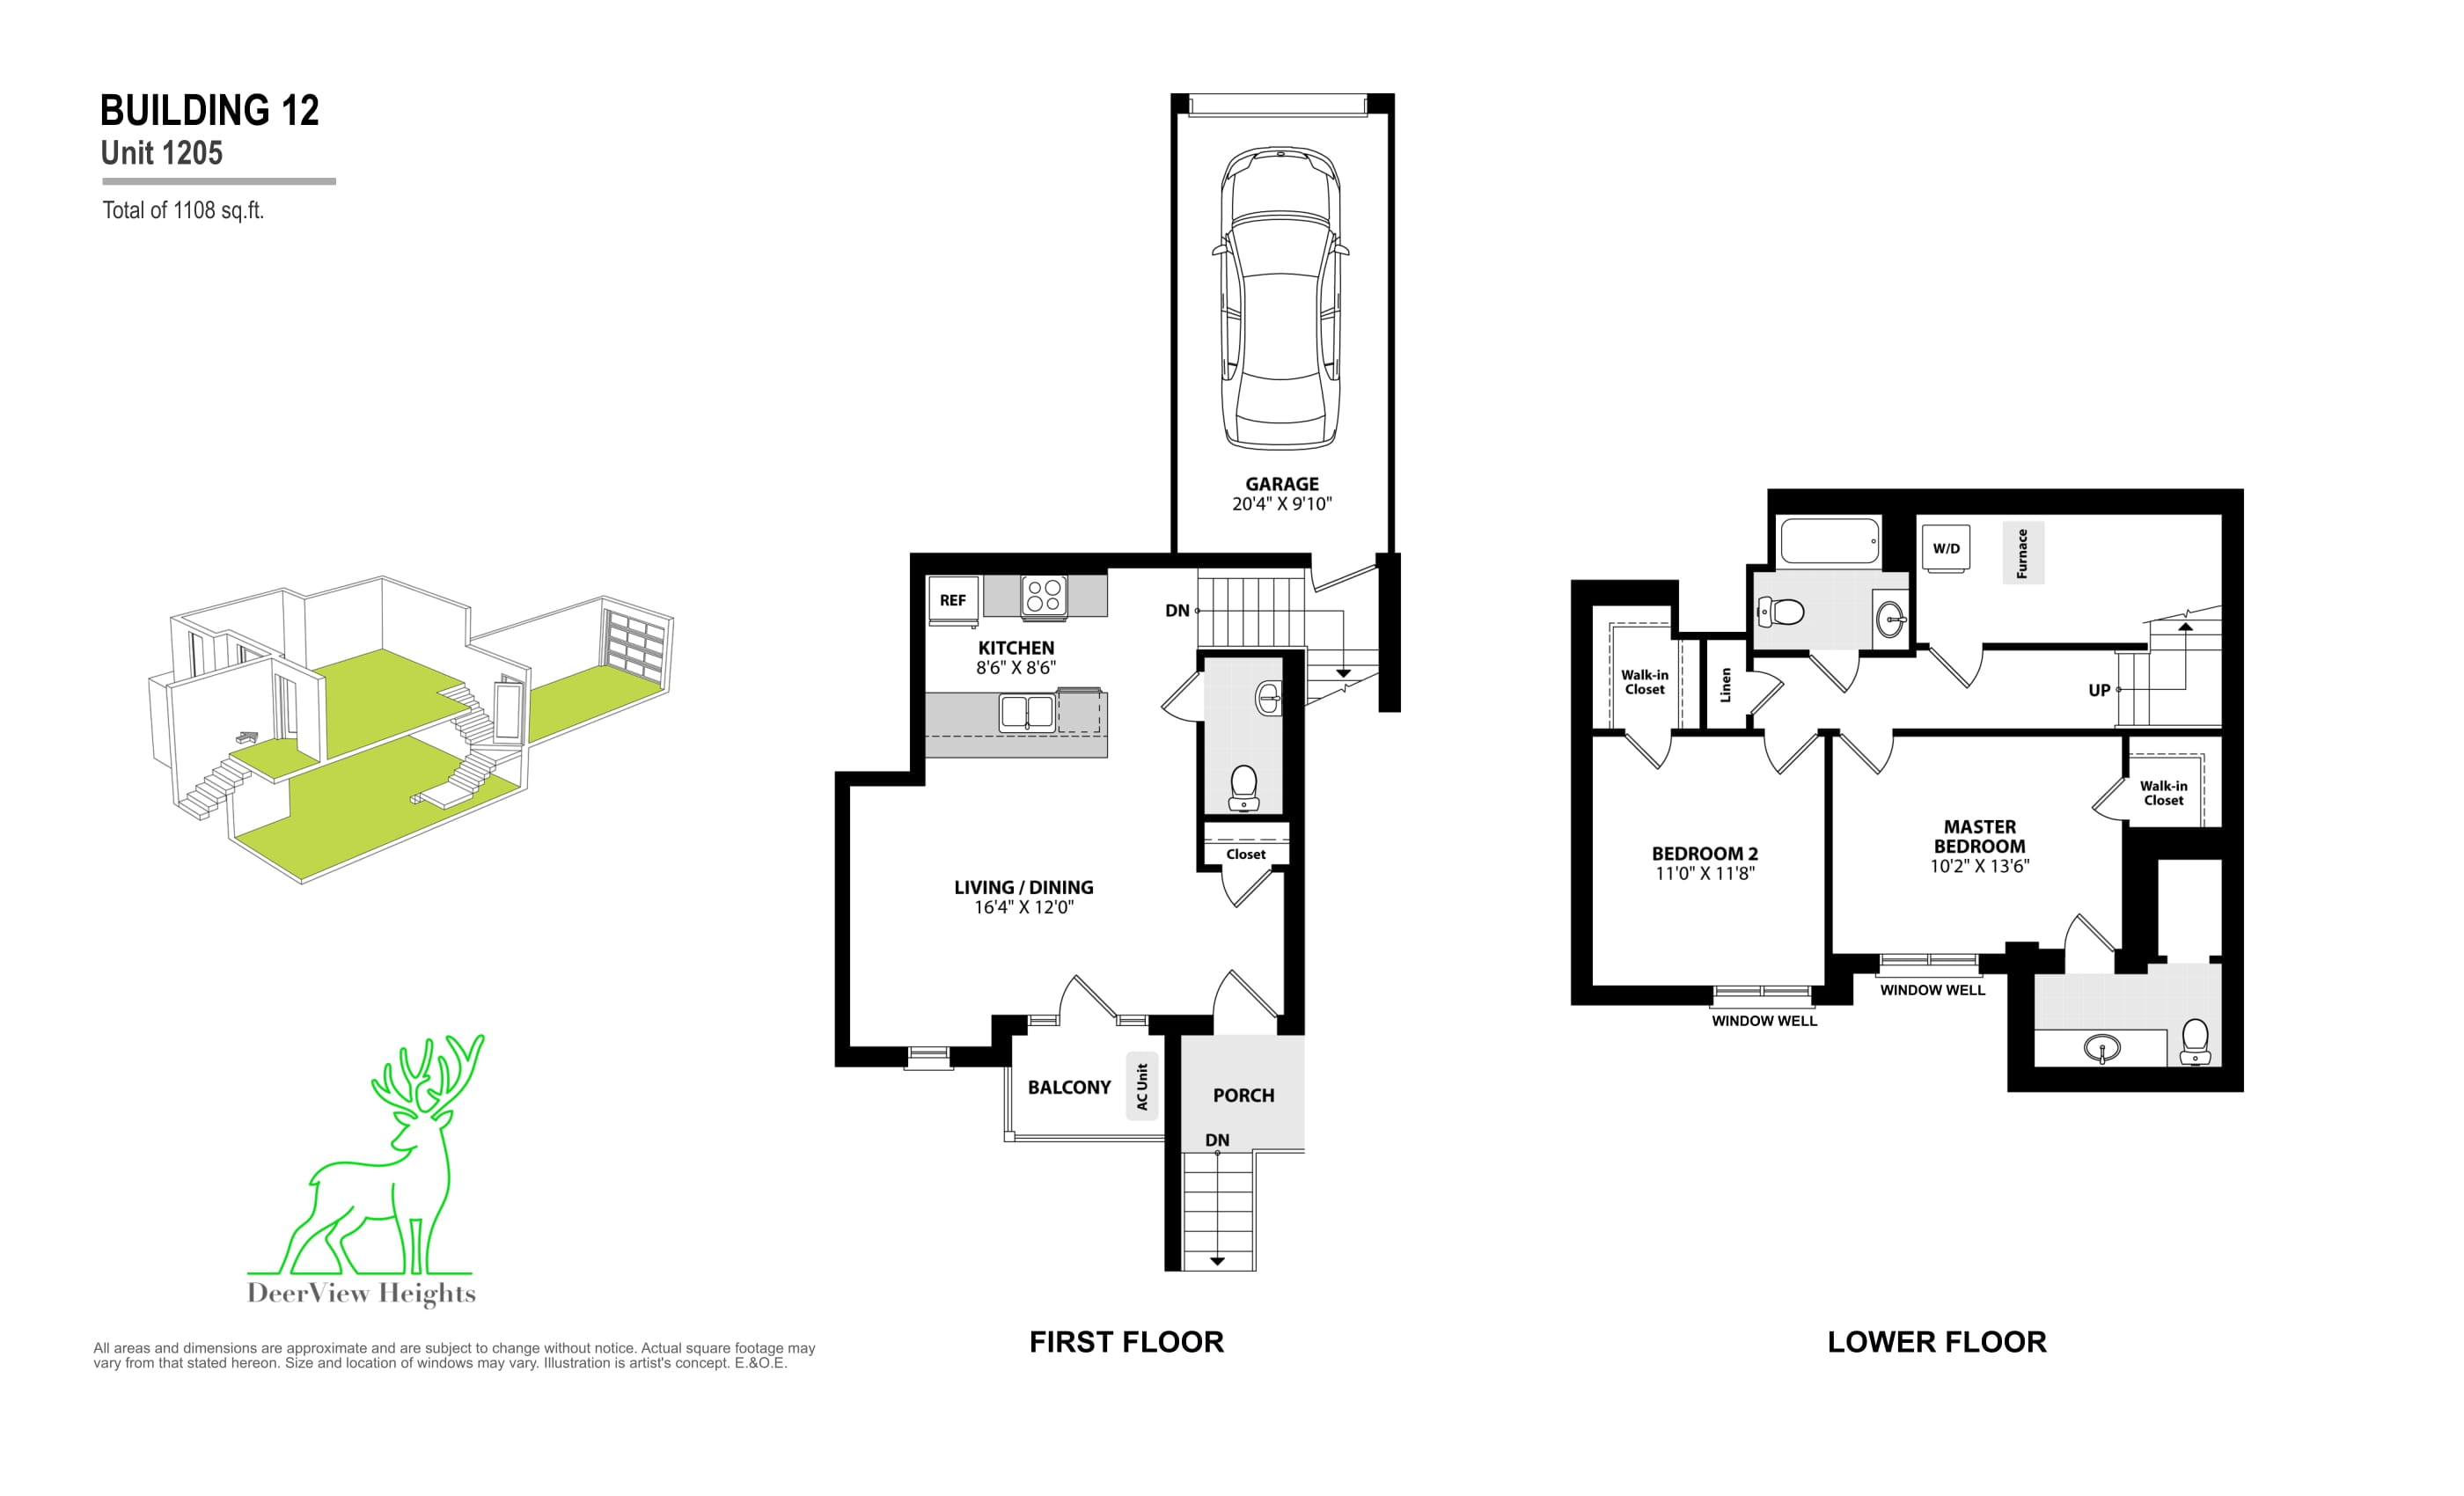 BUILDING 12
Unit 1205
Total of 1108 sq.ft.
GARAGE
20'4" X 9'10"
REF
DN
KITCHEN
8'6" X 8'6"
Closet
LIVING / DINING
16'4" X 12'0"
BALCONY
AC Unit
PORCH
DN
FIRST FLOOR
W/D
Furnace
Walk-in
Closet
Linen
UP
Walk-in
Closet
MASTER
BEDROOM
10'2" X 13'6"
BEDROOM 2
11'0" X 11'8"
WINDOW WELL
WINDOW WELL
LOWER FLOOR
DeerView Heights
All areas and dimensions are approximate and are subject to change without notice. Actual square footage may
vary from that stated hereon. Size and location of windows may vary. Illustration is artist's concept. E.&O.E.